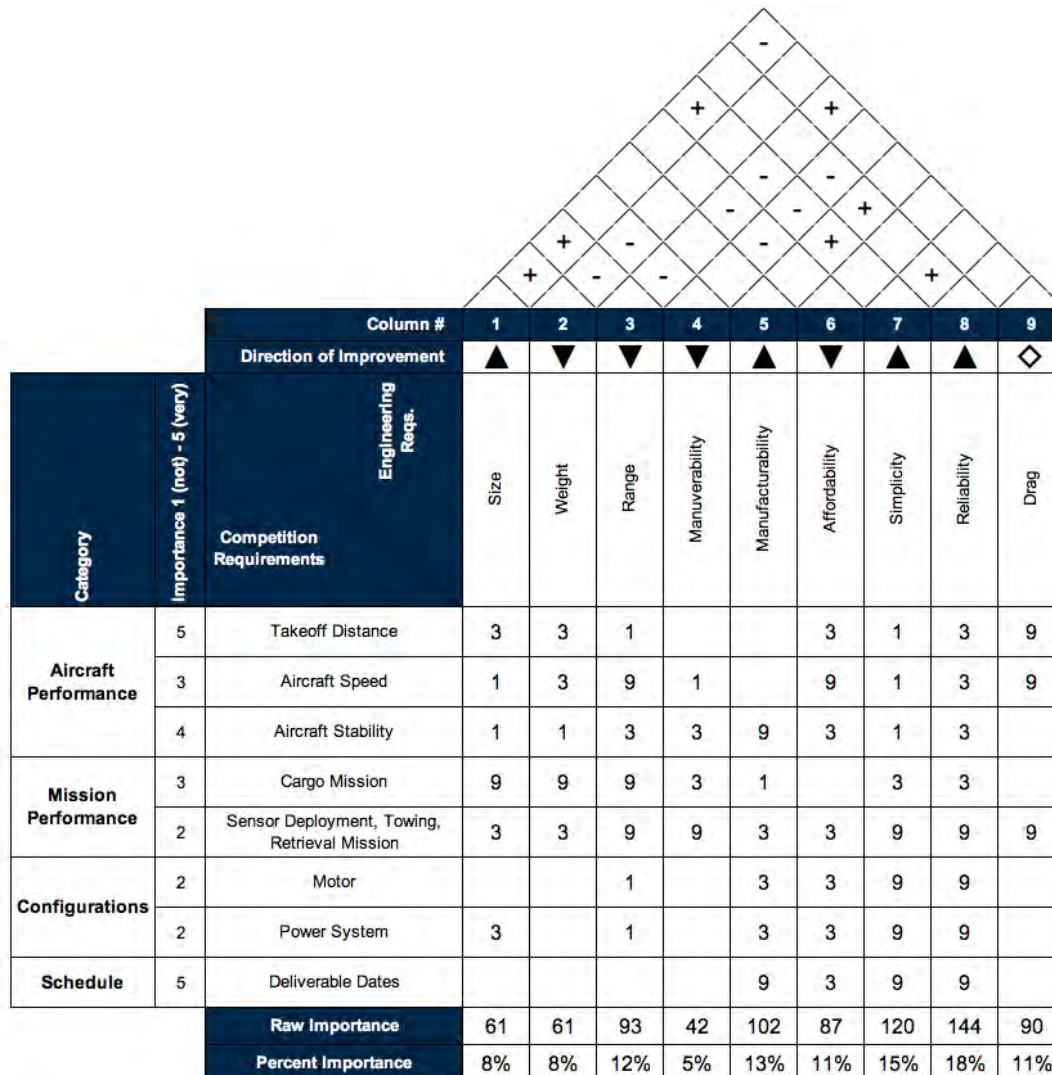 -
+ +
- -
- - +
+ - - +
+ - - +
Column # 1 2 3 4 5 6 7 8 9
Direction of Improvement ▲ ▼ ▼ ▼ ▲ ▼ ▲ ▲ ◇
Category
Importance 1 (not) - 5 (very)
Engineering
Reqs.
Competition
Requirements
Size
Weight
Range
Manuverability
Manufacturability
Affordability
Simplicity
Reliability
Drag
Aircraft
Performance
5 Takeoff Distance 3 3 1 3 1 3 9
3 Aircraft Speed 1 3 9 1 9 1 3 9
4 Aircraft Stability 1 1 3 3 9 3 1 3
Mission
Performance
3 Cargo Mission 9 9 9 3 1 3 3
2 Sensor Deployment, Towing,
Retrieval Mission 3 3 9 9 3 3 9 9 9
Configurations
2 Motor 1 3 3 9 9
2 Power System 3 1 3 3 9 9
Schedule 5 Deliverable Dates 9 3 9 9
Raw Importance 61 61 93 42 102 87 120 144 90
Percent Importance 8% 8% 12% 5% 13% 11% 15% 18% 11%